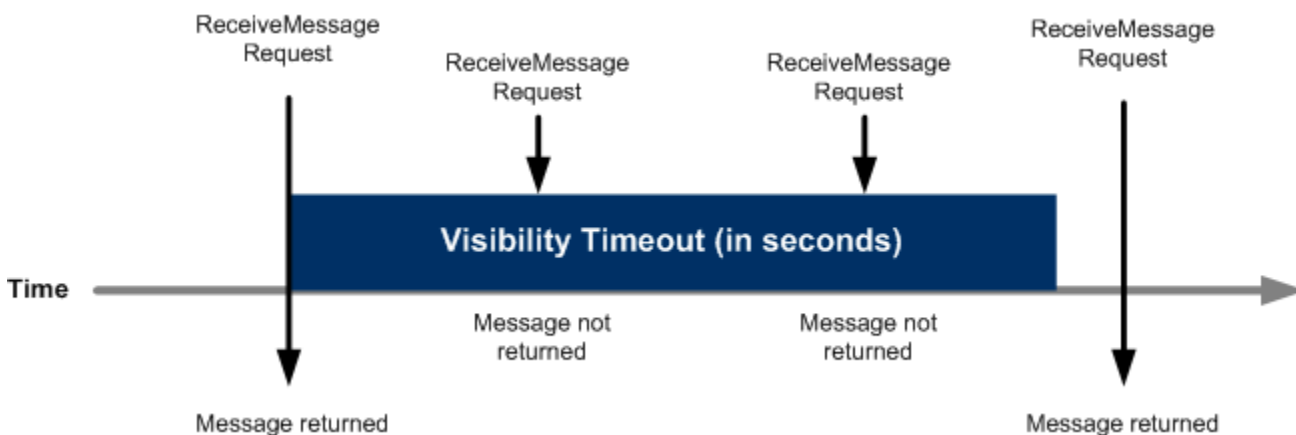 ReceiveMessage
Request
ReceiveMessage
Request
ReceiveMessage
Request
ReceiveMessage
Request
Visibility Timeout (in seconds)
Time
Message not
returned
Message not
returned
Message returned
Message returned